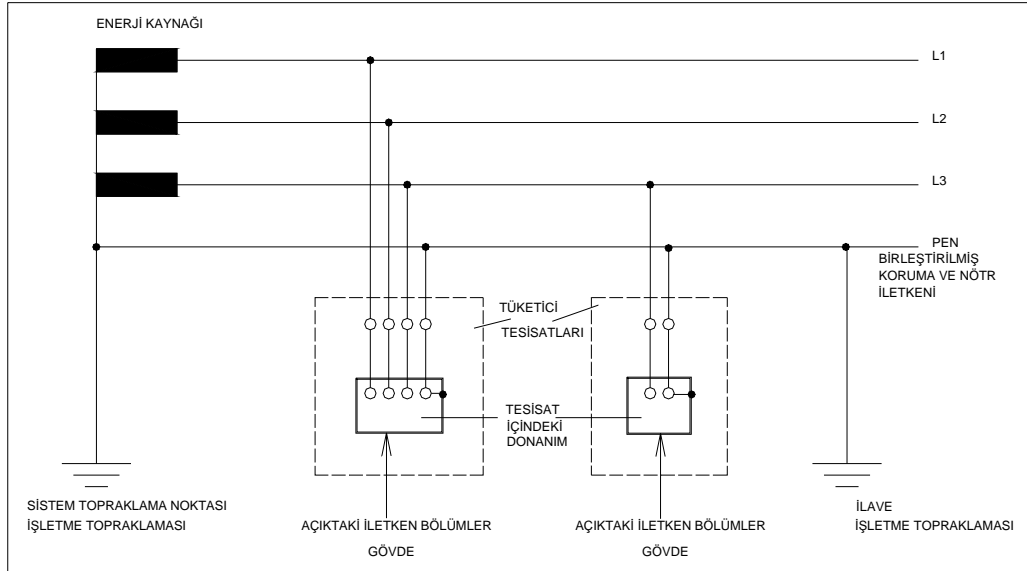 ENERJİ KAYNAĞI
L1
L2
L3
PEN
BİRLEŞTİRİLMİŞ
KORUMA VE NÖTR
İLETKENİ
TÜKETİCİ
TESİSATLARI
TESİSAT
İÇİNDEKİ
DONANIM
SİSTEM TOPRAKLAMA NOKTASI
İŞLETME TOPRAKLAMASI
AÇIKTAKİ İLETKEN BÖLÜMLER
GÖVDE
AÇIKTAKİ İLETKEN BÖLÜMLER
GÖVDE
İLAVE
İŞLETME TOPRAKLAMASI